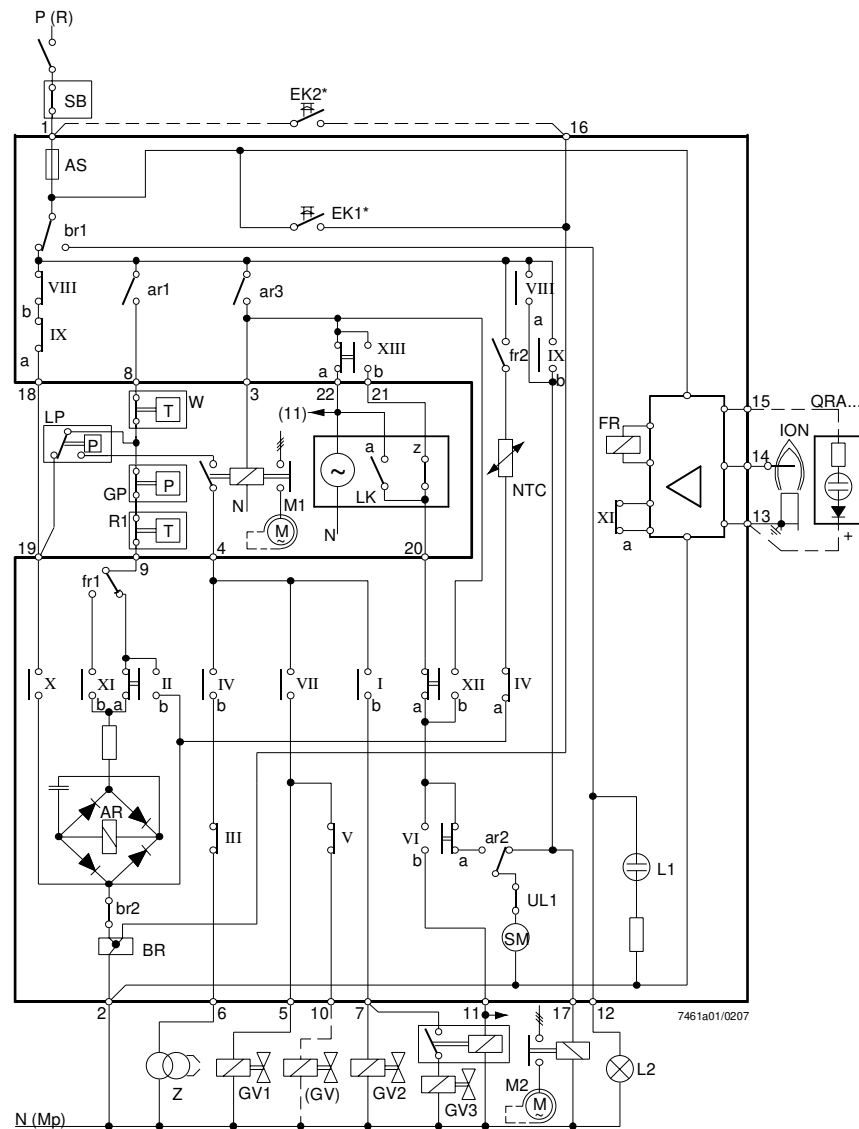 P (R)
SB
EK2*
1
16
AS
EK1*
br1
VIII
ar1
ar3
VIII
b
a
IX
XIII
fr2
IX
a
a
b
b
18
8
3
22
21
15
QRA...
LP
W
T
(11)
FR
ION
P
a
z
14
GP
P
~
NTC
N
M1
LK
XI
13
R1
T
M
~
N
a
+
19
9
4
20
fr1
X
XI
II
IV
VII
I
XII
IV
b
a
b
b
b
a
b
a
AR
III
V
VI
ar2
b
a
L1
UL1
br2
SM
BR
2
6
5
10
7
11
17
12
7461a01/0207
Z
GV1
(GV)
GV2
GV3
M2
L2
M
~
N (Mp)